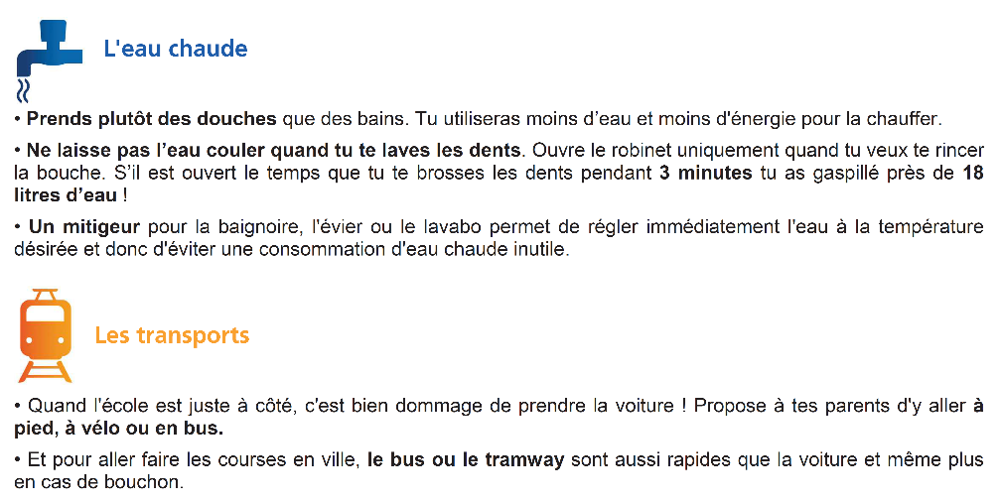 L'eau chaude
• Prends plutôt des douches que des bains. Tu utiliseras moins d’eau et moins d'énergie pour la chauffer.
• Ne laisse pas l’eau couler quand tu te laves les dents. Ouvre le robinet uniquement quand tu veux te rincer
la bouche. S’il est ouvert le temps que tu te brosses les dents pendant 3 minutes tu as gaspillé près de 18
litres d’eau !
• Un mitigeur pour la baignoire, l'évier ou le lavabo permet de régler immédiatement l'eau à la température
désirée et donc d'éviter une consommation d'eau chaude inutile.
Les transports
• Quand l'école est juste à côté, c'est bien dommage de prendre la voiture ! Propose à tes parents d'y aller à
pied, à vélo ou en bus.
• Et pour aller faire les courses en ville, le bus ou le tramway sont aussi rapides que la voiture et même plus
en cas de bouchon.